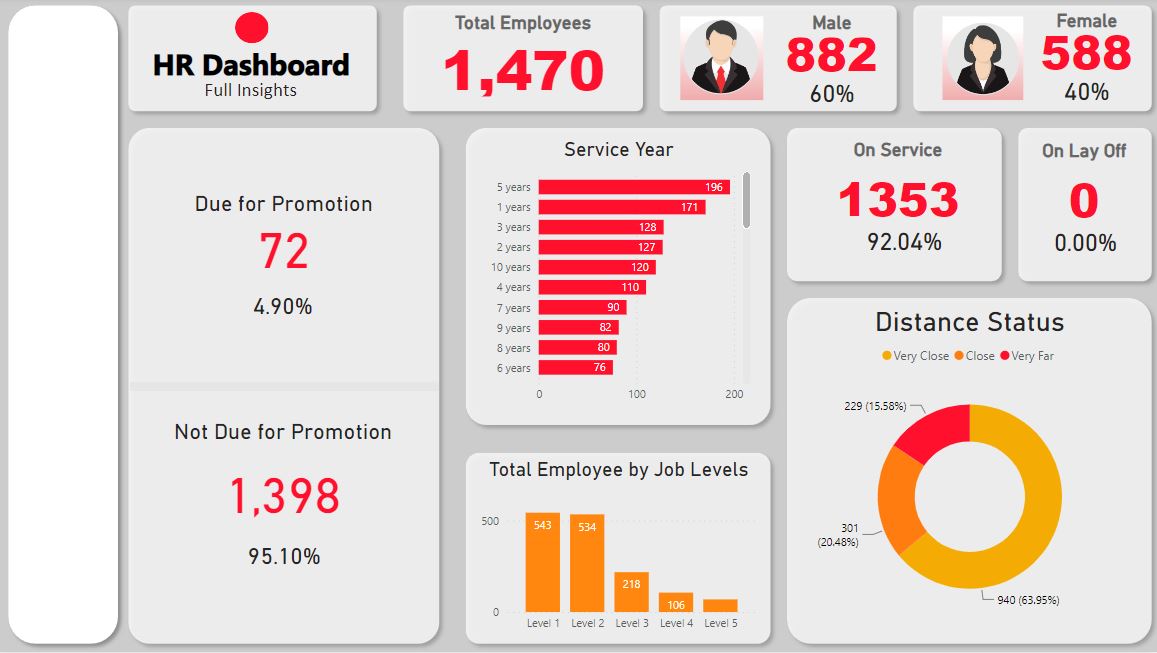 HR Dashboard
Full Insights
Total Employees
1,470
Male
882
60%
Female
588
40%
Due for Promotion
72
4.90%
Not Due for Promotion
1,398
95.10%
Service Year
5 years 196
1 years 171
3 years 128
2 years 127
10 years 120
4 years 110
7 years 90
9 years 82
8 years 80
6 years 76
0 100 200
Total Employee by Job Levels
500
543 534 218 106
0
Level 1 Level 2 Level 3 Level 4 Level 5
On Service
1353
92.04%
On Lay Off
0
0.00%
Distance Status
Very Close Close Very Far
229 (15.58%)
301
(20.48%)
940 (63.95%)